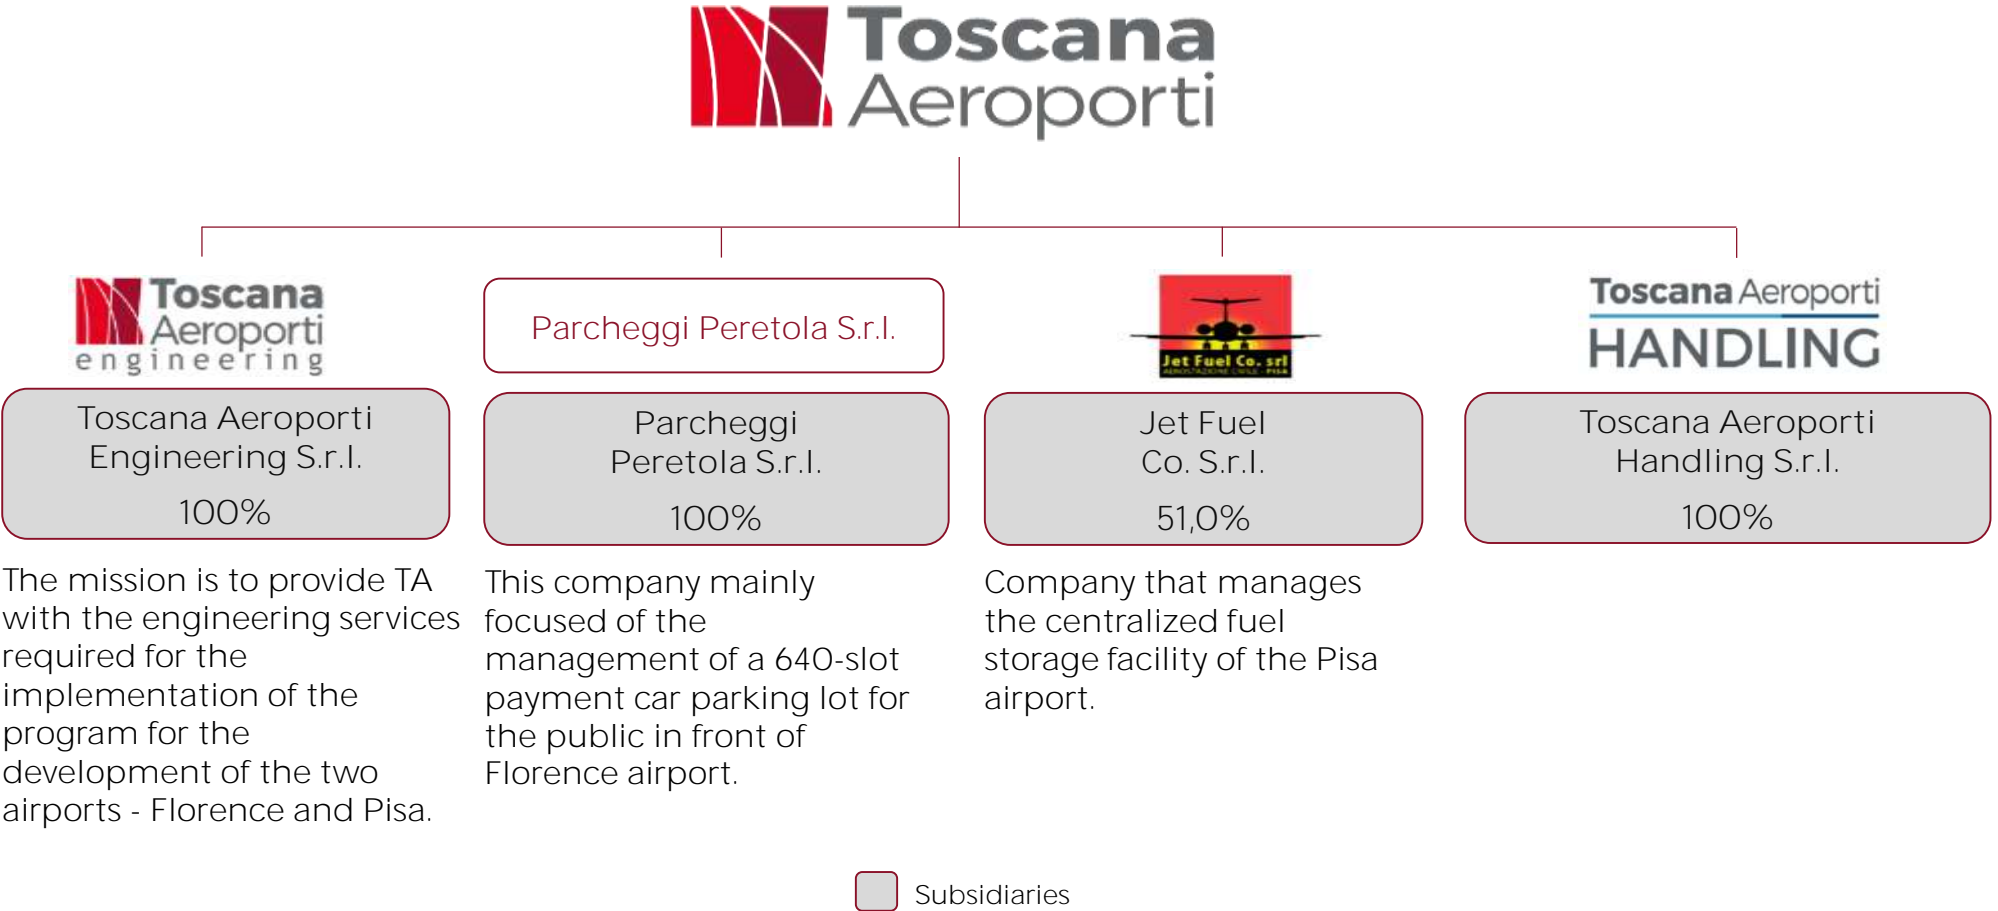 Toscana
Aeroporti
Toscana
Aeroporti
engineering
Parcheggi Peretola S.r.l.
Jet Fuel Co. srl
AEROSTAZIONE CIVILE - PISA
Toscana Aeroporti
HANDLING
Toscana Aeroporti
Engineering S.r.l.
100%
Parcheggi
Peretola S.r.l.
100%
Jet Fuel
Co. S.r.l.
51,0%
Toscana Aeroporti
Handling S.r.l.
100%
The mission is to provide TA
with the engineering services
required for the
implementation of the
program for the
development of the two
airports - Florence and Pisa.
This company mainly
focused of the
management of a 640-slot
payment car parking lot for
the public in front of
Florence airport.
Company that manages
the centralized fuel
storage facility of the Pisa
airport.
Subsidiaries